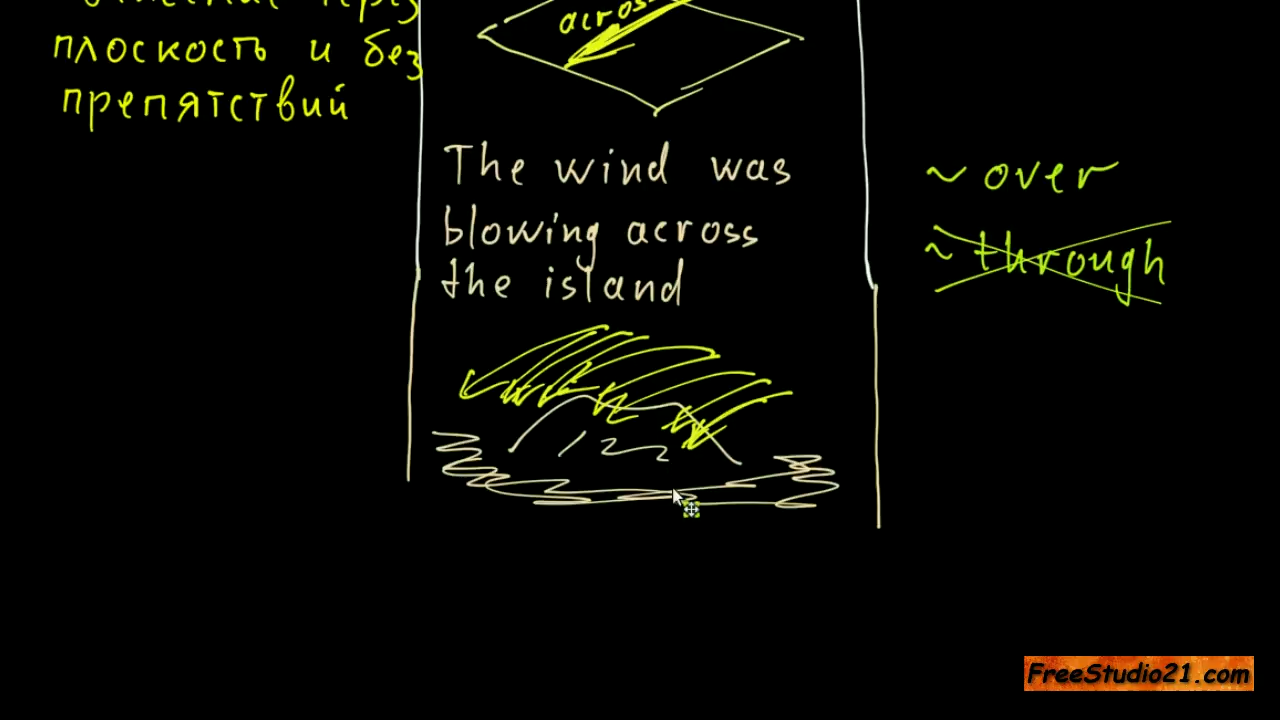 плоскость и без
препятствий
across
The wind was
blowing across
the island
~ over
~ through
FreeStudio21.com